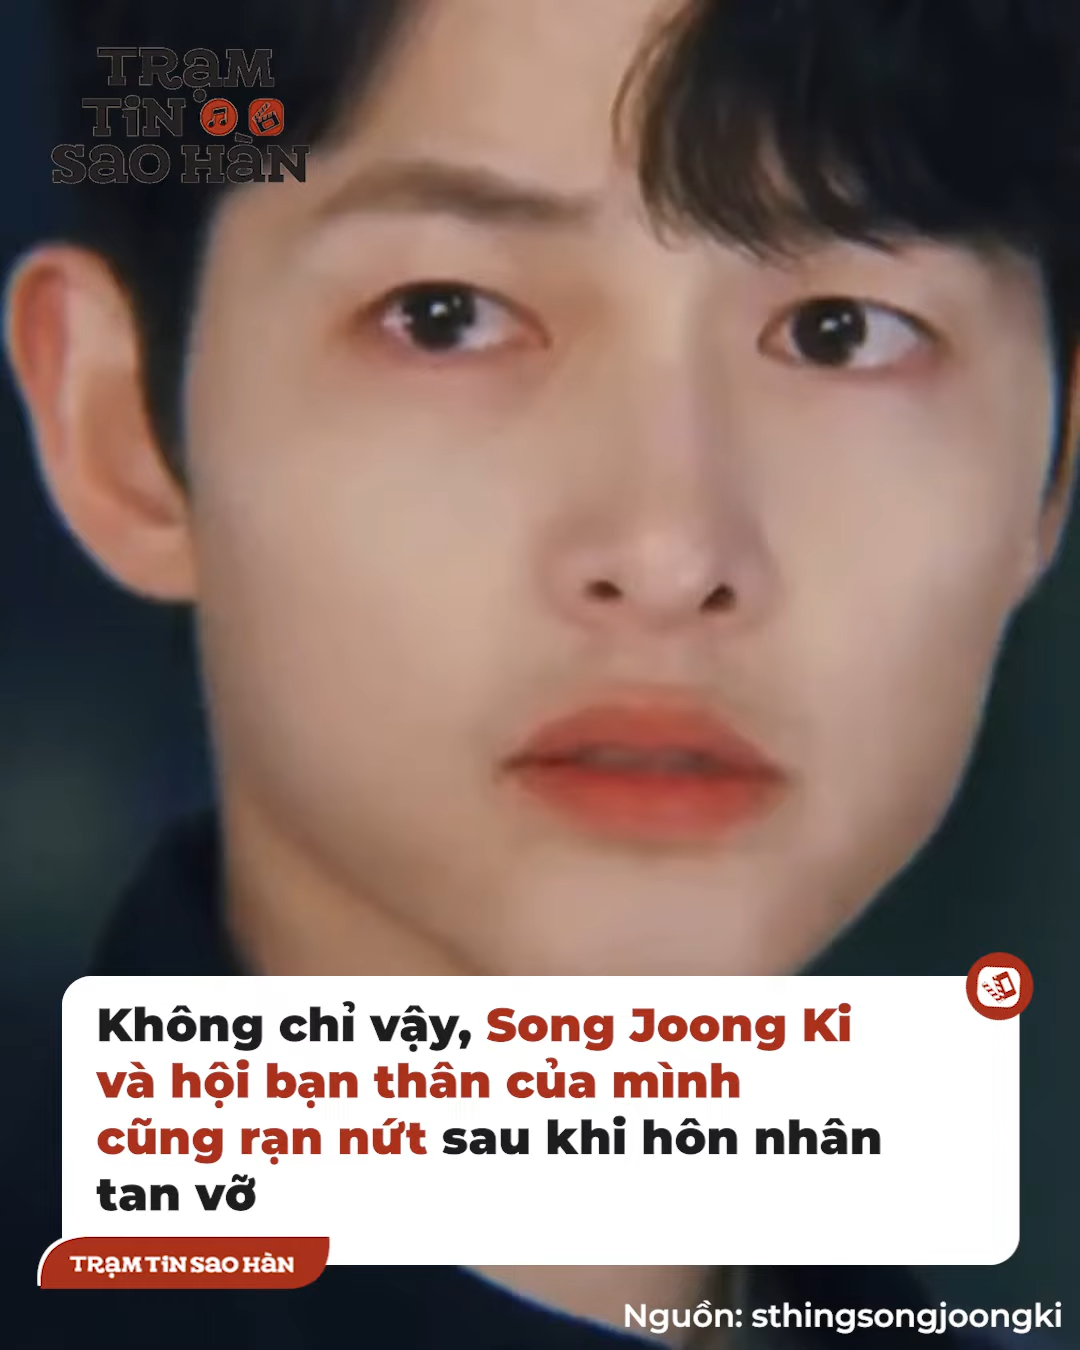 TRẠM
TIN
SAO HÀN
Không chỉ vậy, Song Joong Ki
và hội bạn thân của mình
cũng rạn nứt sau khi hôn nhân
tan vỡ
TRẠM TIN SAO HÀN
Nguồn: sthingsongjoongki